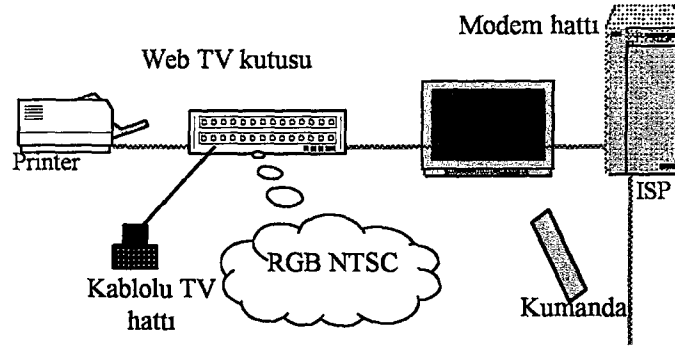 Modem hattı
Web TV kutusu
Printer
ISP
RGB NTSC
Kablolu TV
hattı
Kumanda